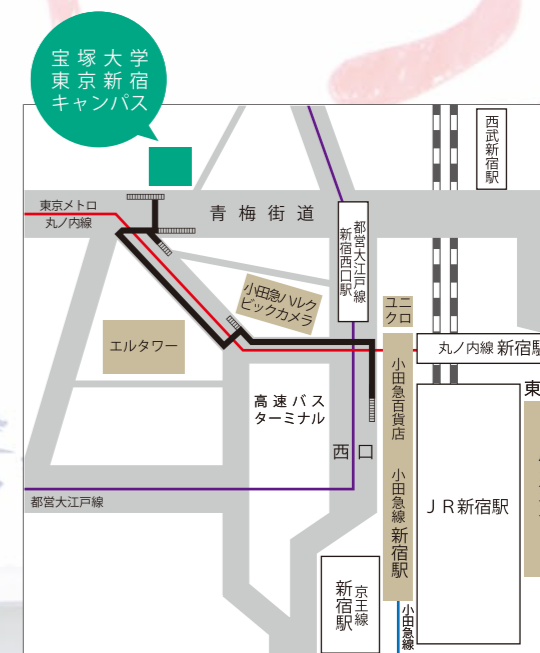 宝塚大学
東京新宿
キャンパス
西武新宿駅
東京メトロ
丸ノ内線
青梅街道
都営大江戸線
新宿西口駅
小田急ハルク
ビックカメラ
ユニ
クロ
エルタワー
丸ノ内線 新宿駅
小田急百貨店
高速バス
ターミナル
東
西口
小田急線 新宿駅
JR新宿駅
都営大江戸線
京王線
新宿駅
小田急線